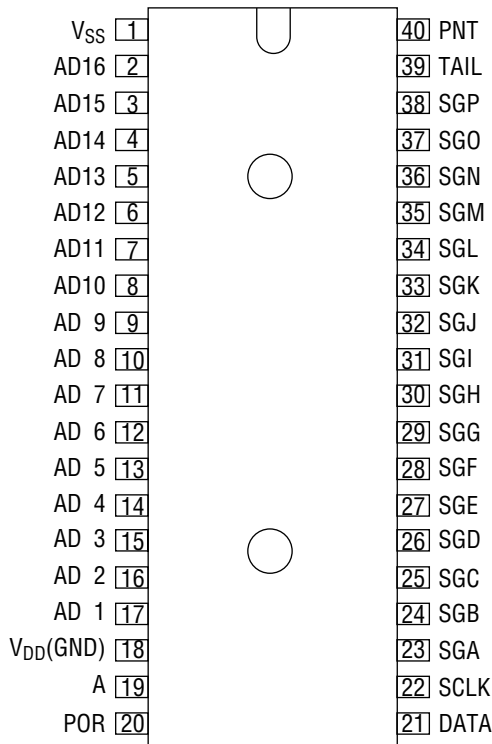 VSS 1 40 PNT
AD16 2 39 TAIL
AD15 3 38 SGP
AD14 4 37 SGO
AD13 5 36 SGN
AD12 6 35 SGM
AD11 7 34 SGL
AD10 8 33 SGK
AD 9 9 32 SGJ
AD 8 10 31 SGI
AD 7 11 30 SGH
AD 6 12 29 SGG
AD 5 13 28 SGF
AD 4 14 27 SGE
AD 3 15 26 SGD
AD 2 16 25 SGC
AD 1 17 24 SGB
VDD(GND) 18 23 SGA
A 19 22 SCLK
POR 20 21 DATA